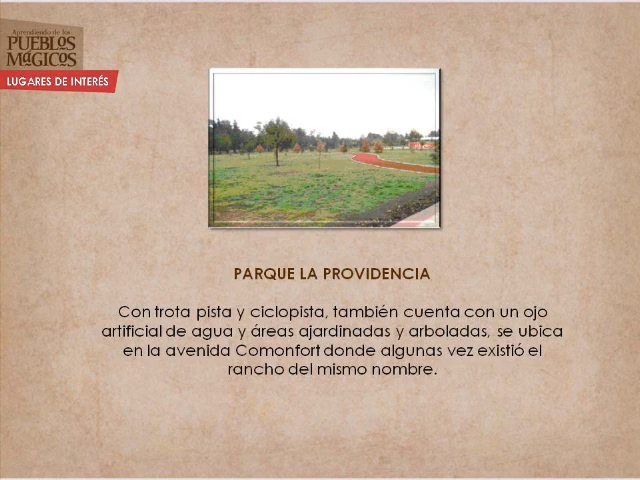 Aprendiendo de los
PUEBLOS
MáGICOS
LUGARES DE INTERÉS
PARQUE LA PROVIDENCIA
Con trota pista y ciclopista, también cuenta con un ojo
artificial de agua y áreas ajardinadas y arboladas, se ubica
en la avenida Comonfort donde algunas vez existió el
rancho del mismo nombre.